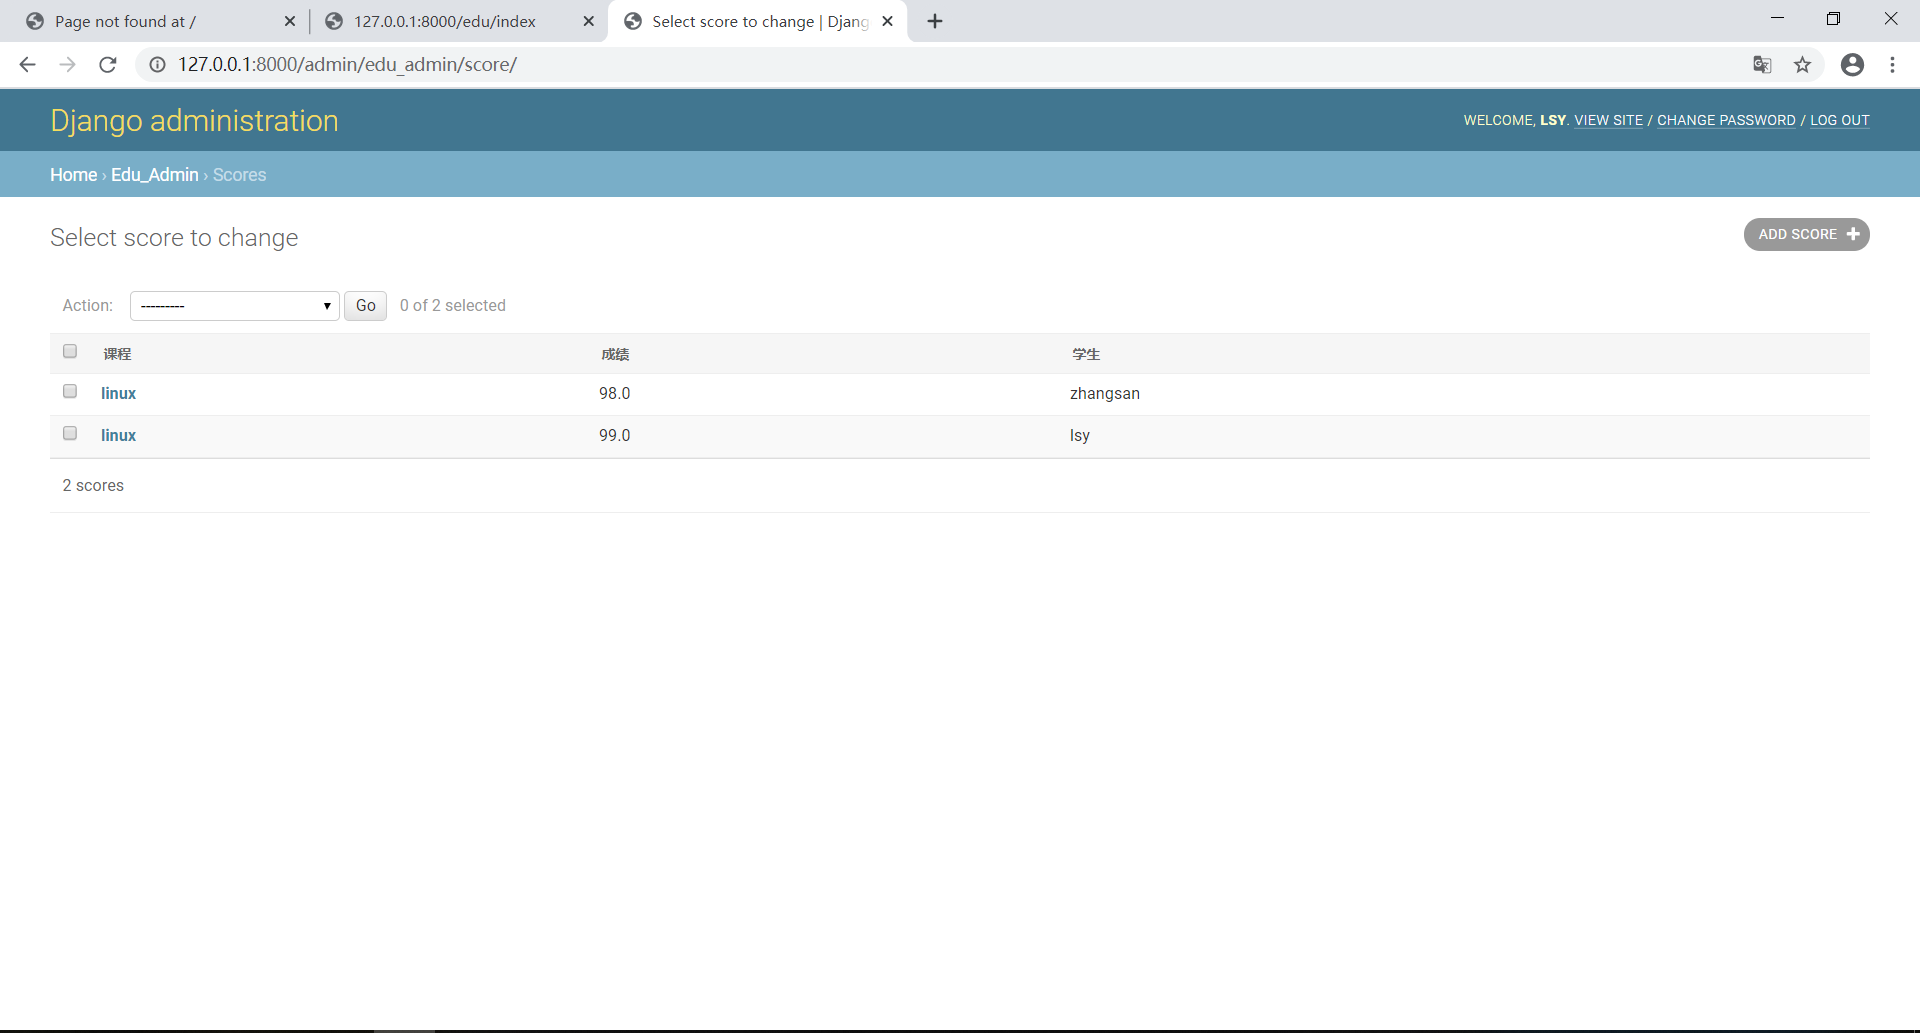 Page not found at /
127.0.0.1:8000/edu/index
Select score to change | Djang
127.0.0.1:8000/admin/edu_admin/score/
Django administration
WELCOME, LSY. VIEW SITE / CHANGE PASSWORD / LOG OUT
Home › Edu_Admin › Scores
Select score to change
ADD SCORE
Action: --------- Go 0 of 2 selected
课程 成绩 学生
linux 98.0 zhangsan
linux 99.0 lsy
2 scores